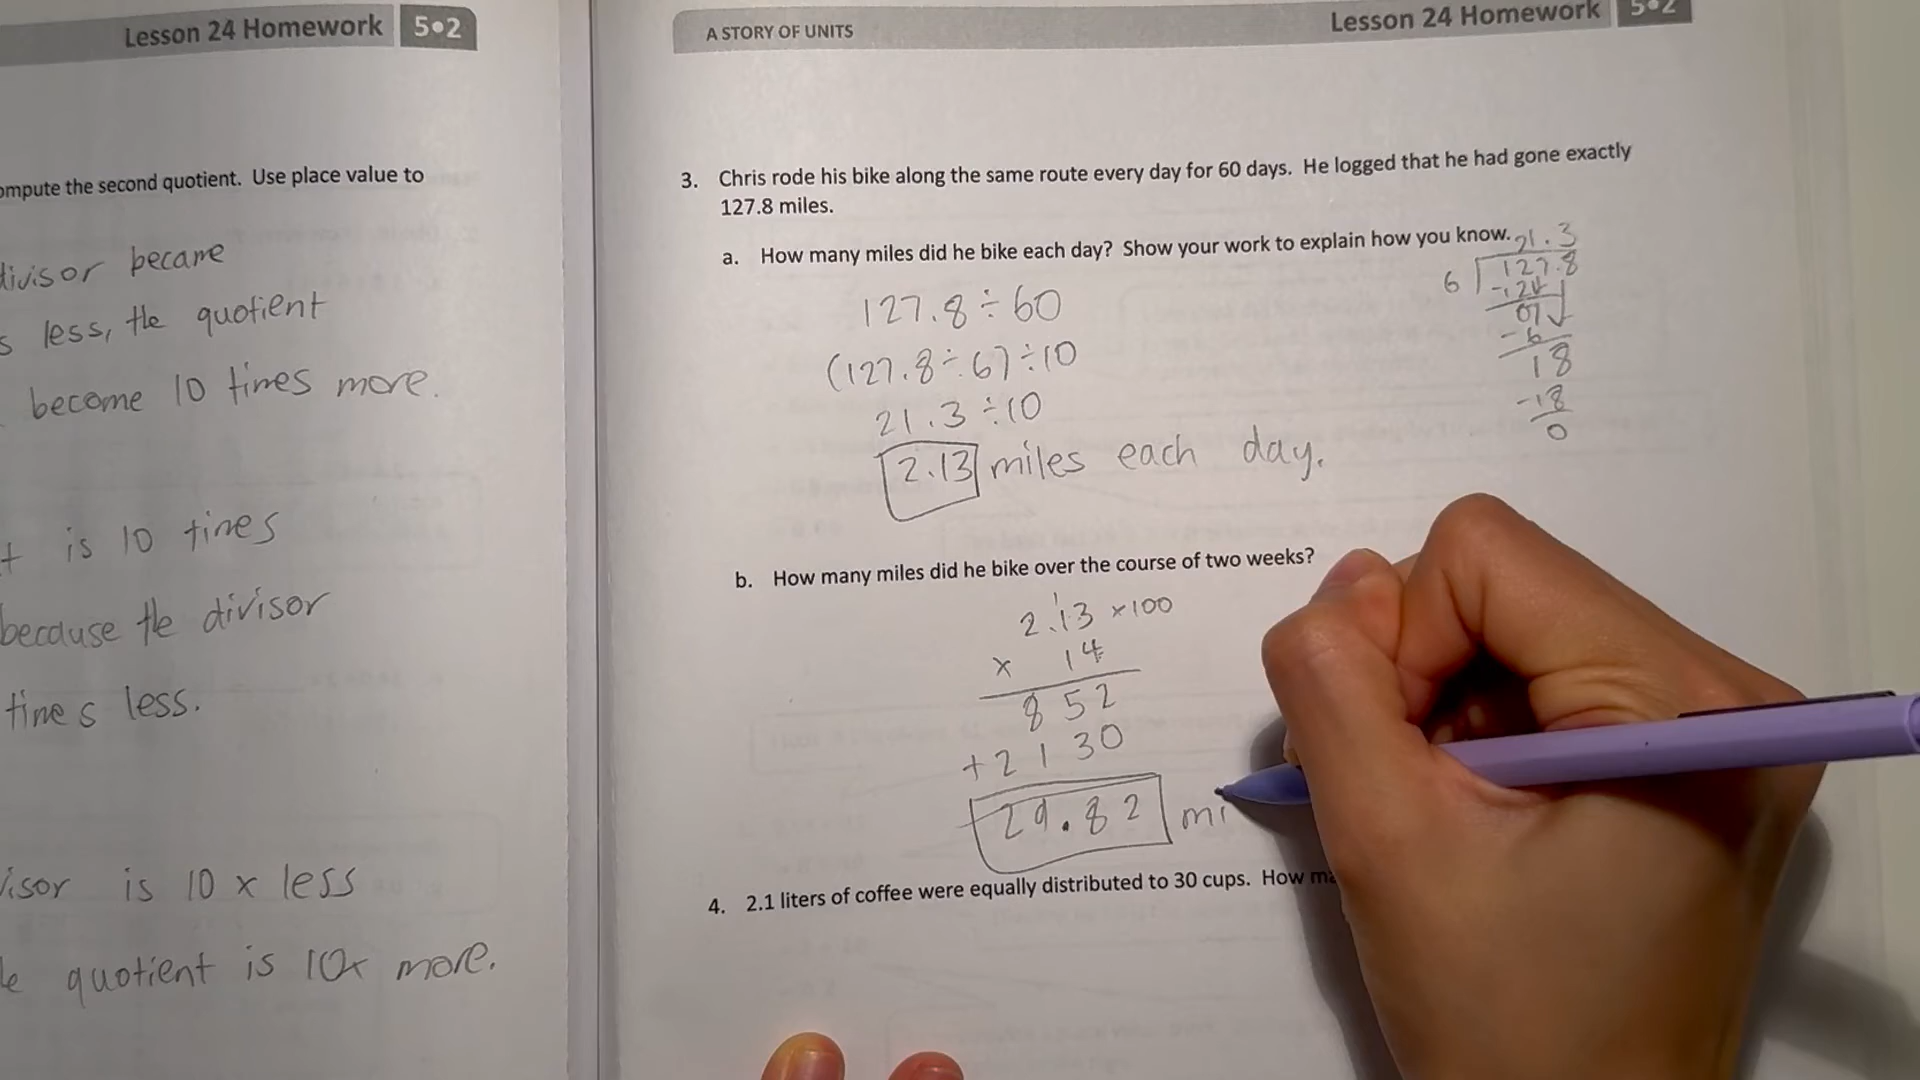 Lesson 24 Homework 5•2
ompute the second quotient. Use place value to
divisor became
s less, the quotient
become 10 times more.
t is 10 times
because the divisor
times less.
visor is 10 x less
quotient is 10x more.
A STORY OF UNITS
Lesson 24 Homework 5•2
3. Chris rode his bike along the same route every day for 60 days. He logged that he had gone exactly
127.8 miles.
a. How many miles did he bike each day? Show your work to explain how you know.
127.8 ÷ 60
(127.8 ÷ 6) ÷ 10
21.3 ÷ 10
2.13 miles each day.
21.3
6 127.8
-12
07
-6
18
-18
0
b. How many miles did he bike over the course of two weeks?
1
2.13 x100
x 14
852
+2130
29.82 mi
4. 2.1 liters of coffee were equally distributed to 30 cups. How ma